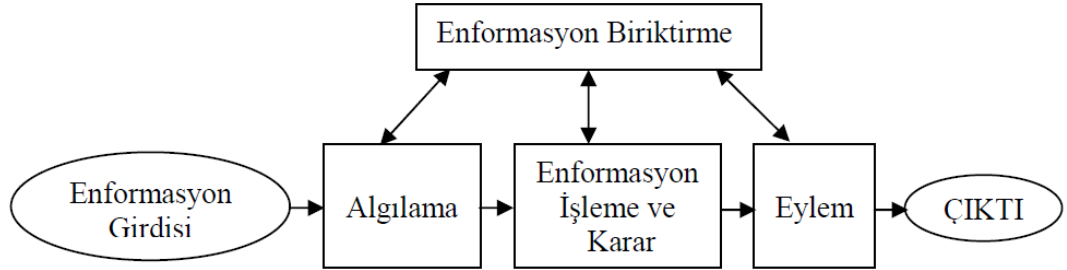 Enformasyon Biriktirme
Enformasyon
Girdisi
Algılama
Enformasyon
İşleme ve
Karar
Eylem
ÇIKTI